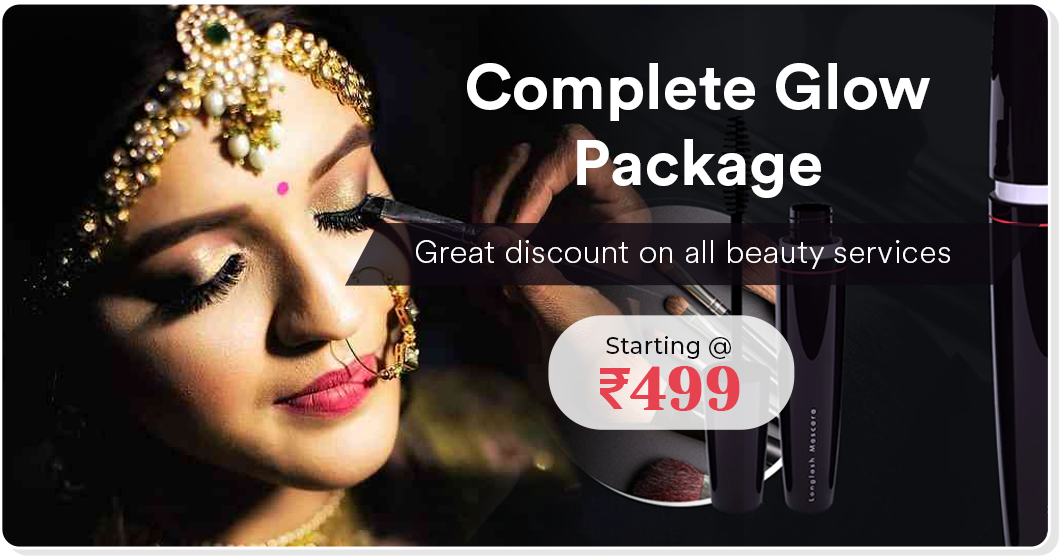 Complete Glow
Package
Great discount on all beauty services
Starting @
₹499
Longlash Mascara